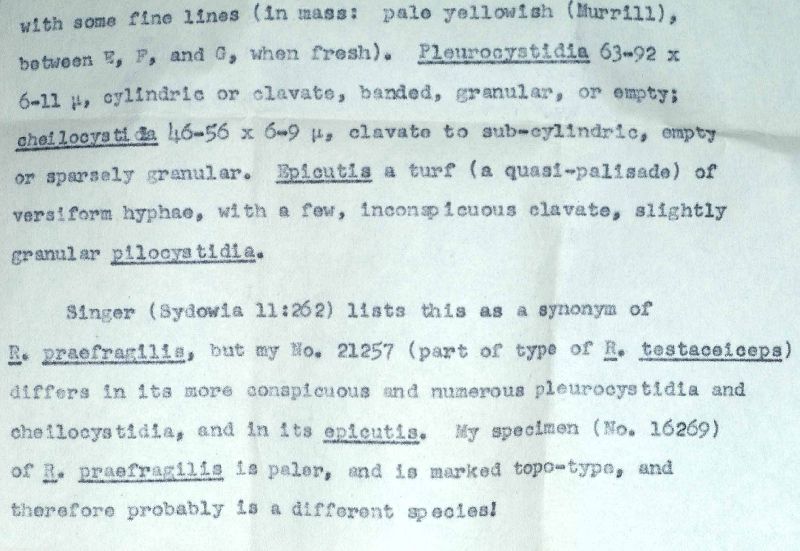 with some fine lines (in mass: pale yellowish (Murrill),
between E, F, and G, when fresh). Pleurocystidia 63-92 x
6-11 µ, cylindric or clavate, banded, granular, or empty;
cheilocystidia 46-56 x 6-9 µ, clavate to sub-cylindric, empty
or sparsely granular. Epicutis a turf (a quasi-palisade) of
versiform hyphae, with a few, inconspicuous clavate, slightly
granular pilocystidia.
Singer (Sydowia 11:262) lists this as a synonym of
R. praefragilis, but my No. 21257 (part of type of R. testaceiceps)
differs in its more conspicuous and numerous pleurocystidia and
cheilocystidia, and in its epicutis. My specimen (No. 16269)
of R. praefragilis is paler, and is marked topo-type, and
therefore probably is a different species!